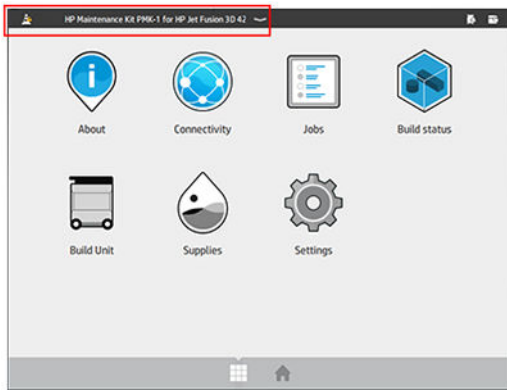 HP Maintenance Kit PMK-1 for HP Jet Fusion 3D 42
About
Connectivity
Jobs
Build status
Build Unit
Supplies
Settings